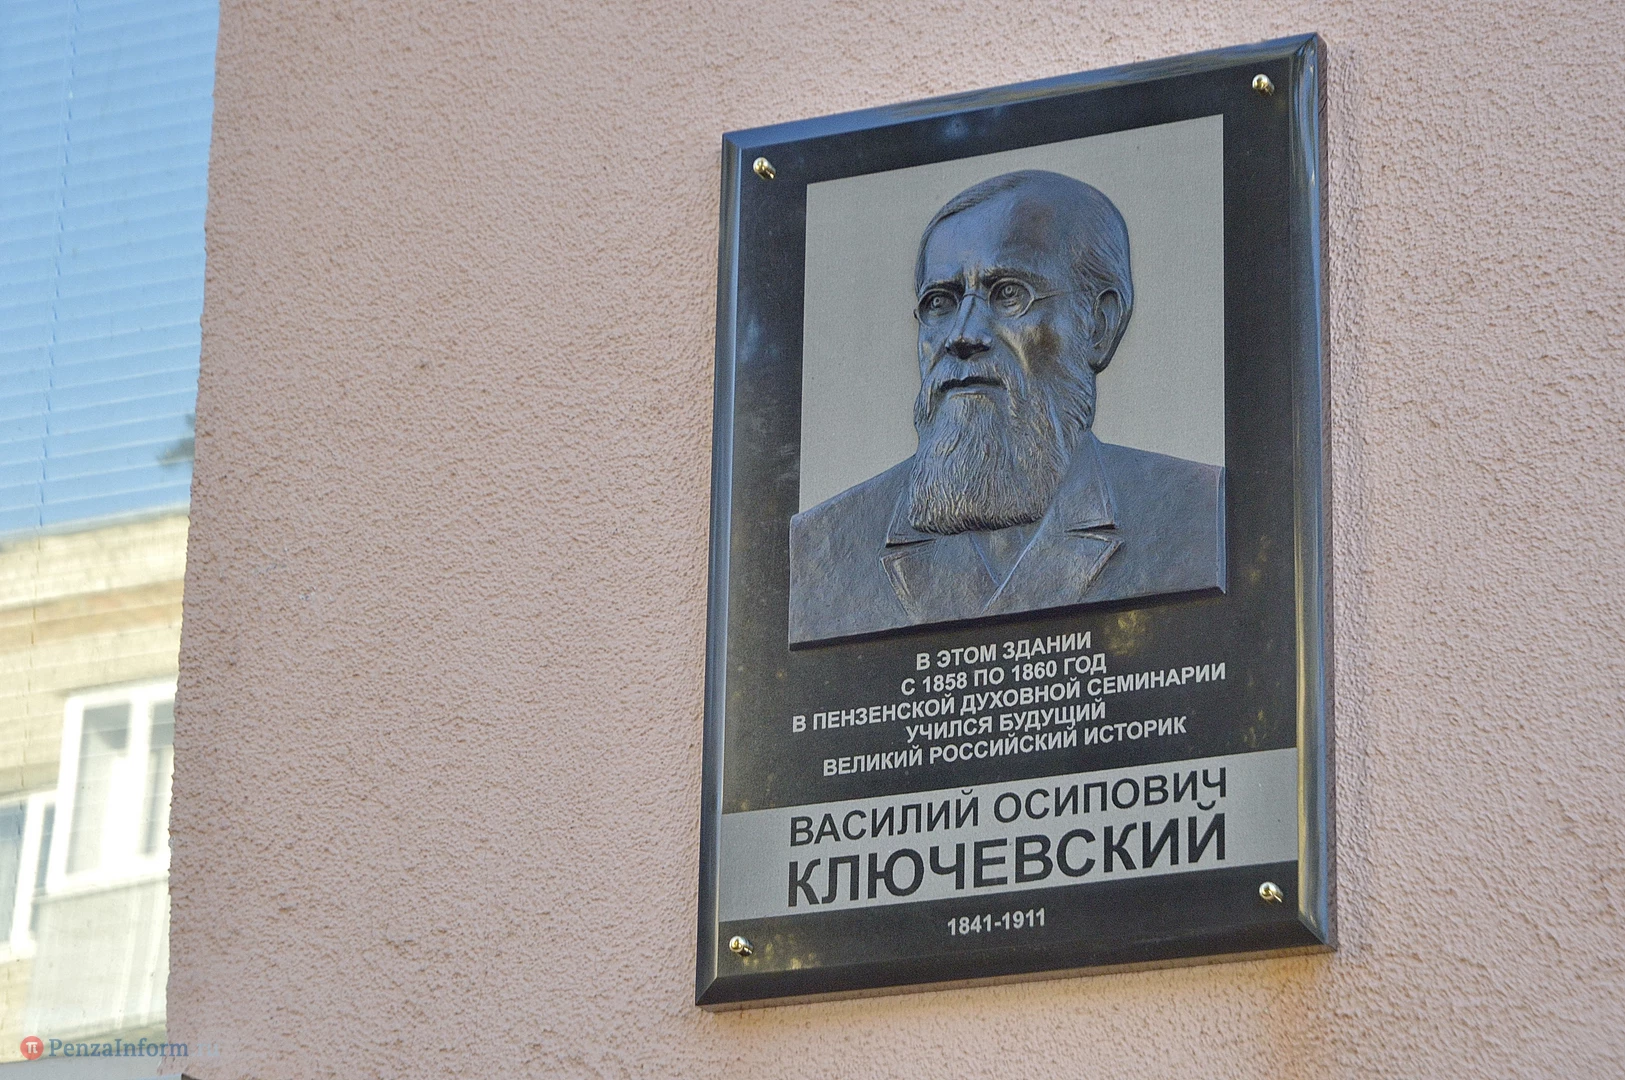 В ЭТОМ ЗДАНИИ
С 1858 ПО 1860 ГОД
В ПЕНЗЕНСКОЙ ДУХОВНОЙ СЕМИНАРИИ
УЧИЛСЯ БУДУЩИЙ
ВЕЛИКИЙ РОССИЙСКИЙ ИСТОРИК
ВАСИЛИЙ ОСИПОВИЧ
КЛЮЧЕВСКИЙ
1841-1911
PenzaInform